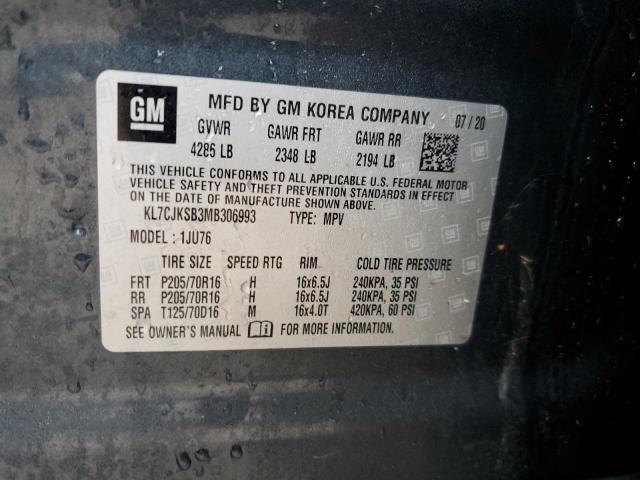 GM
MFD BY GM KOREA COMPANY 07/20
GVWR GAWR FRT GAWR RR
4285 LB 2348 LB 2194 LB
THIS VEHICLE CONFORMS TO ALL APPLICABLE U.S. FEDERAL MOTOR
VEHICLE SAFETY AND THEFT PREVENTION STANDARDS IN EFFECT
ON THE DATE OF MANUFACTURE SHOWN ABOVE.
KL7CJKSB3MB306993 TYPE: MPV
MODEL: 1JU76
TIRE SIZE SPEED RTG RIM COLD TIRE PRESSURE
FRT P205/70R16 H 16x6.5J 240KPA, 35 PSI
RR P205/70R16 H 16x6.5J 240KPA, 35 PSI
SPA T125/70D16 M 16x4.0T 420KPA, 60 PSI
SEE OWNER'S MANUAL FOR MORE INFORMATION.